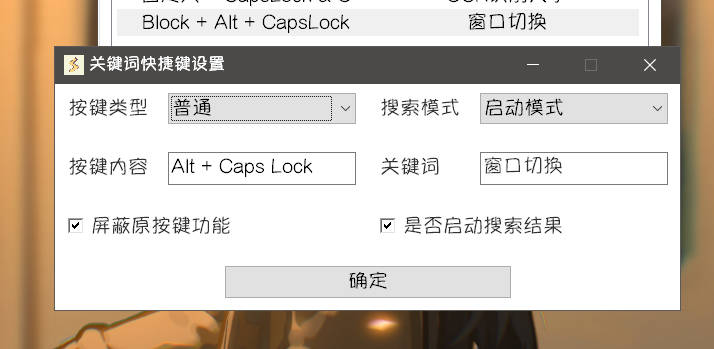 Block + Alt + CapsLock 窗口切换
关键词快捷键设置
按键类型 普通 搜索模式 启动模式
按键内容 Alt + Caps Lock 关键词 窗口切换
屏蔽原按键功能 是否启动搜索结果
确定